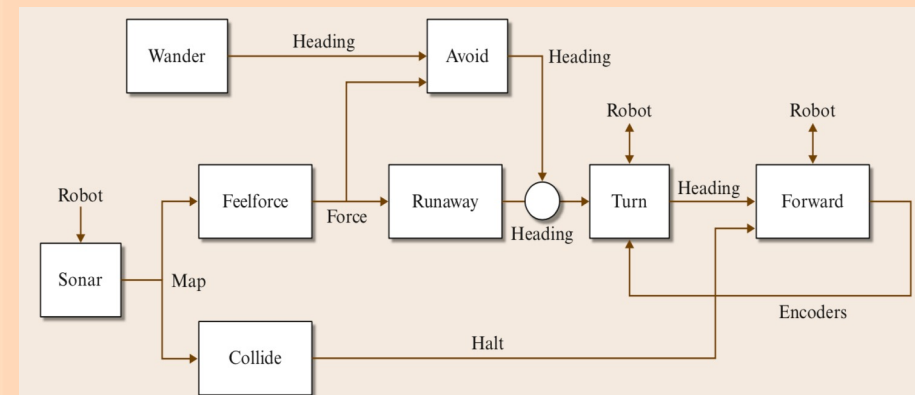 Wander
Heading
Avoid
Heading
Robot
Robot
Robot
Feelforce
Force
Runaway
Heading
Turn
Heading
Forward
Sonar
Map
Encoders
Collide
Halt